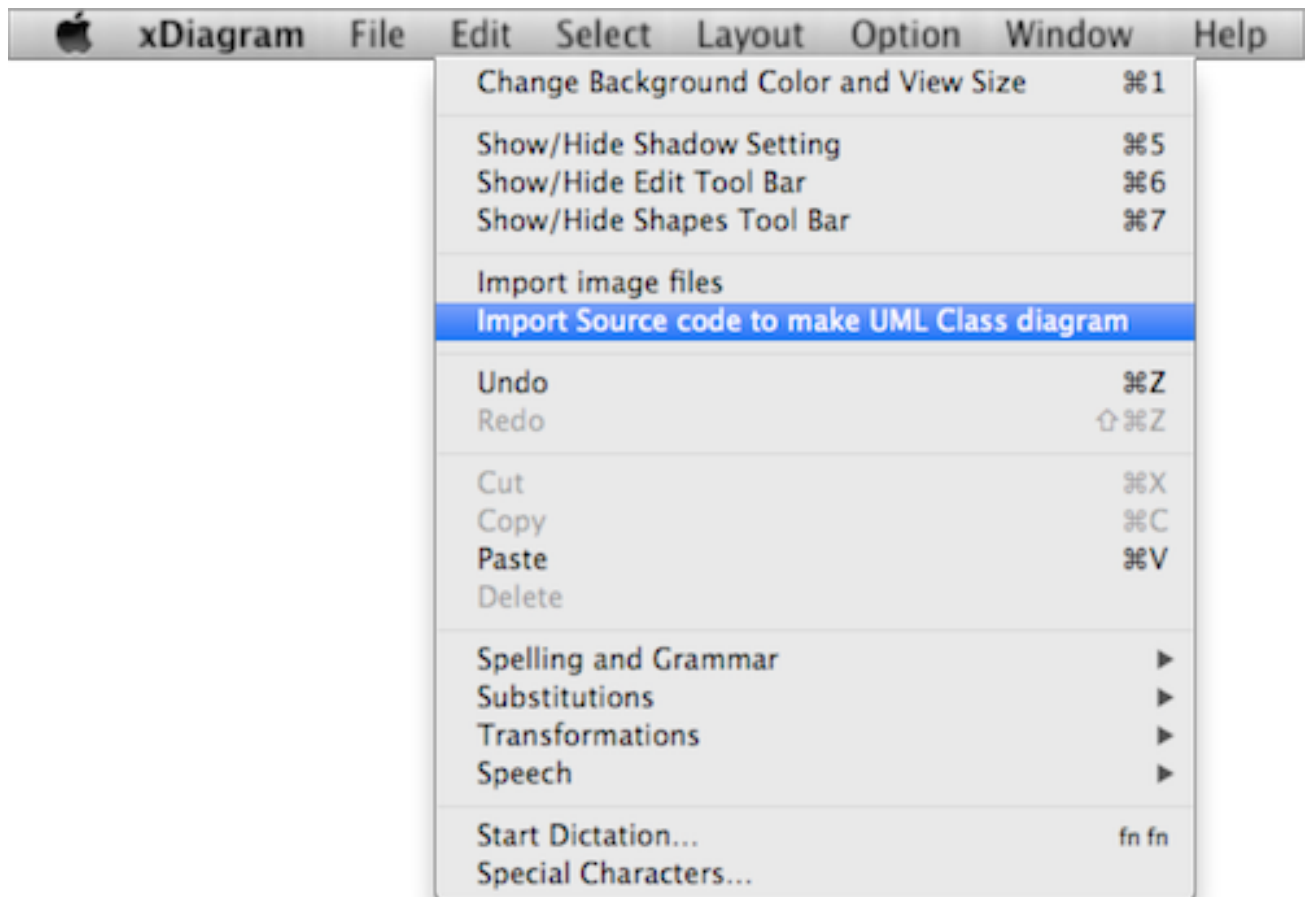 xDiagram File Edit Select Layout Option Window Help
Change Background Color and View Size ⌘1
Show/Hide Shadow Setting ⌘5
Show/Hide Edit Tool Bar ⌘6
Show/Hide Shapes Tool Bar ⌘7
Import image files
Import Source code to make UML Class diagram
Undo ⌘Z
Redo ⇧⌘Z
Cut ⌘X
Copy ⌘C
Paste ⌘V
Delete
Spelling and Grammar ▶
Substitutions ▶
Transformations ▶
Speech ▶
Start Dictation... fn fn
Special Characters...